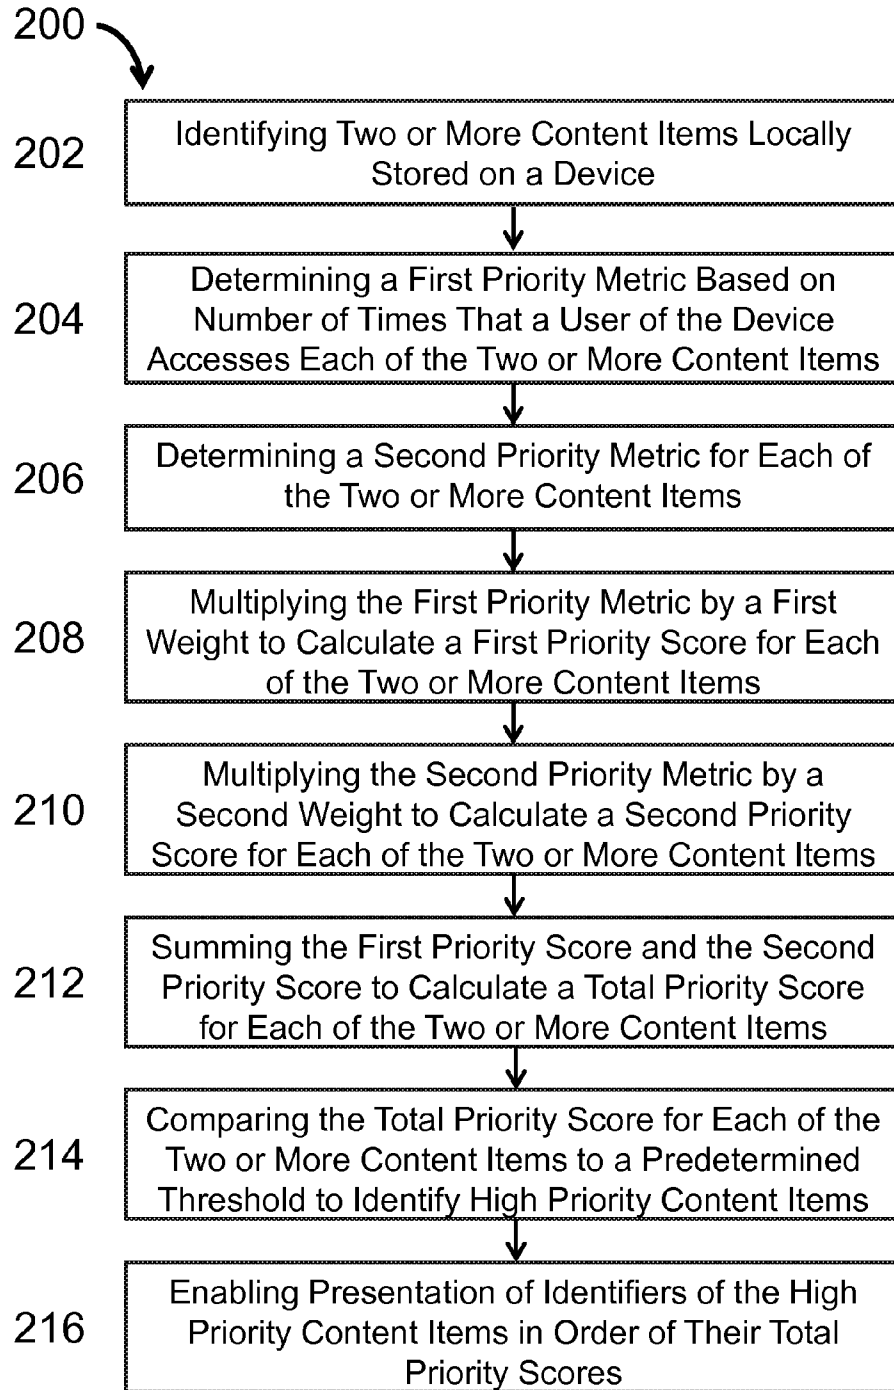 200
202
Identifying Two or More Content Items Locally
Stored on a Device
204
Determining a First Priority Metric Based on
Number of Times That a User of the Device
Accesses Each of the Two or More Content Items
206
Determining a Second Priority Metric for Each of
the Two or More Content Items
208
Multiplying the First Priority Metric by a First
Weight to Calculate a First Priority Score for Each
of the Two or More Content Items
210
Multiplying the Second Priority Metric by a
Second Weight to Calculate a Second Priority
Score for Each of the Two or More Content Items
212
Summing the First Priority Score and the Second
Priority Score to Calculate a Total Priority Score
for Each of the Two or More Content Items
214
Comparing the Total Priority Score for Each of the
Two or More Content Items to a Predetermined
Threshold to Identify High Priority Content Items
216
Enabling Presentation of Identifiers of the High
Priority Content Items in Order of Their Total
Priority Scores